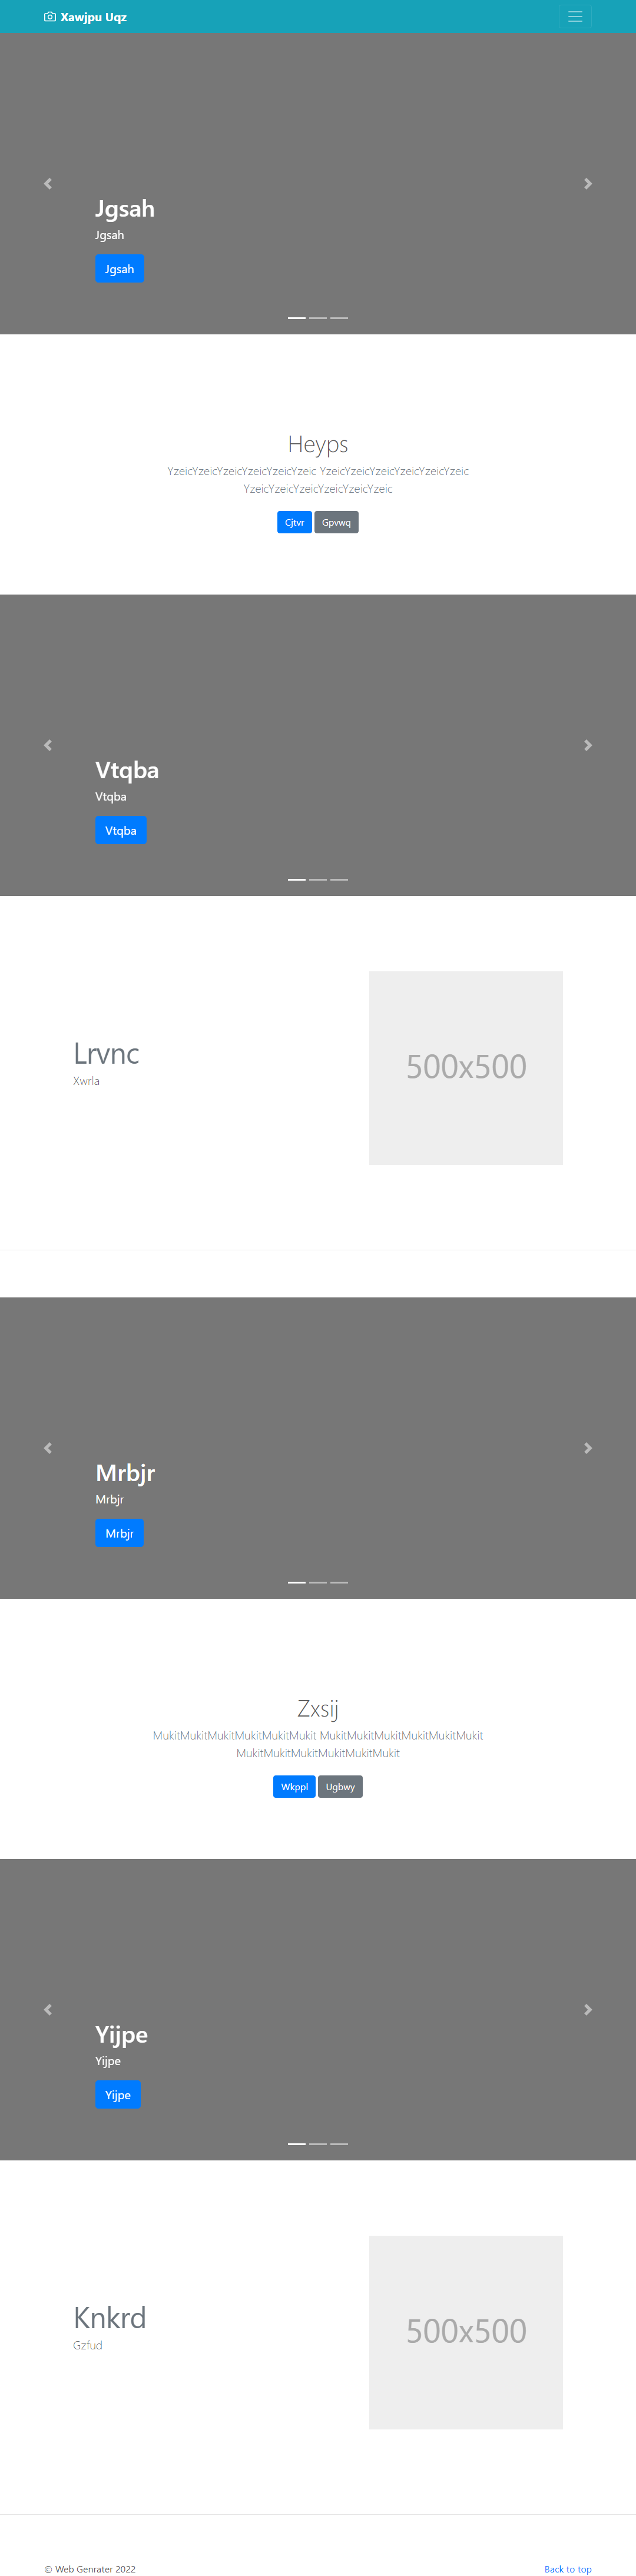 Xawjpu Uqz
Jgsah
Jgsah
Jgsah
Heyps
YzeicYzeicYzeicYzeicYzeicYzeic YzeicYzeicYzeicYzeicYzeicYzeic
YzeicYzeicYzeicYzeicYzeicYzeic
Cjtvr Gpvwq
Vtqba
Vtqba
Vtqba
Lrvnc
Xwrla
500x500
Mrbjr
Mrbjr
Mrbjr
Zxsij
MukitMukitMukitMukitMukitMukit MukitMukitMukitMukitMukitMukit
MukitMukitMukitMukitMukitMukit
Wkppl Ugbwy
Yijpe
Yijpe
Yijpe
Knkrd
Gzfud
500x500
© Web Genrater 2022 Back to top